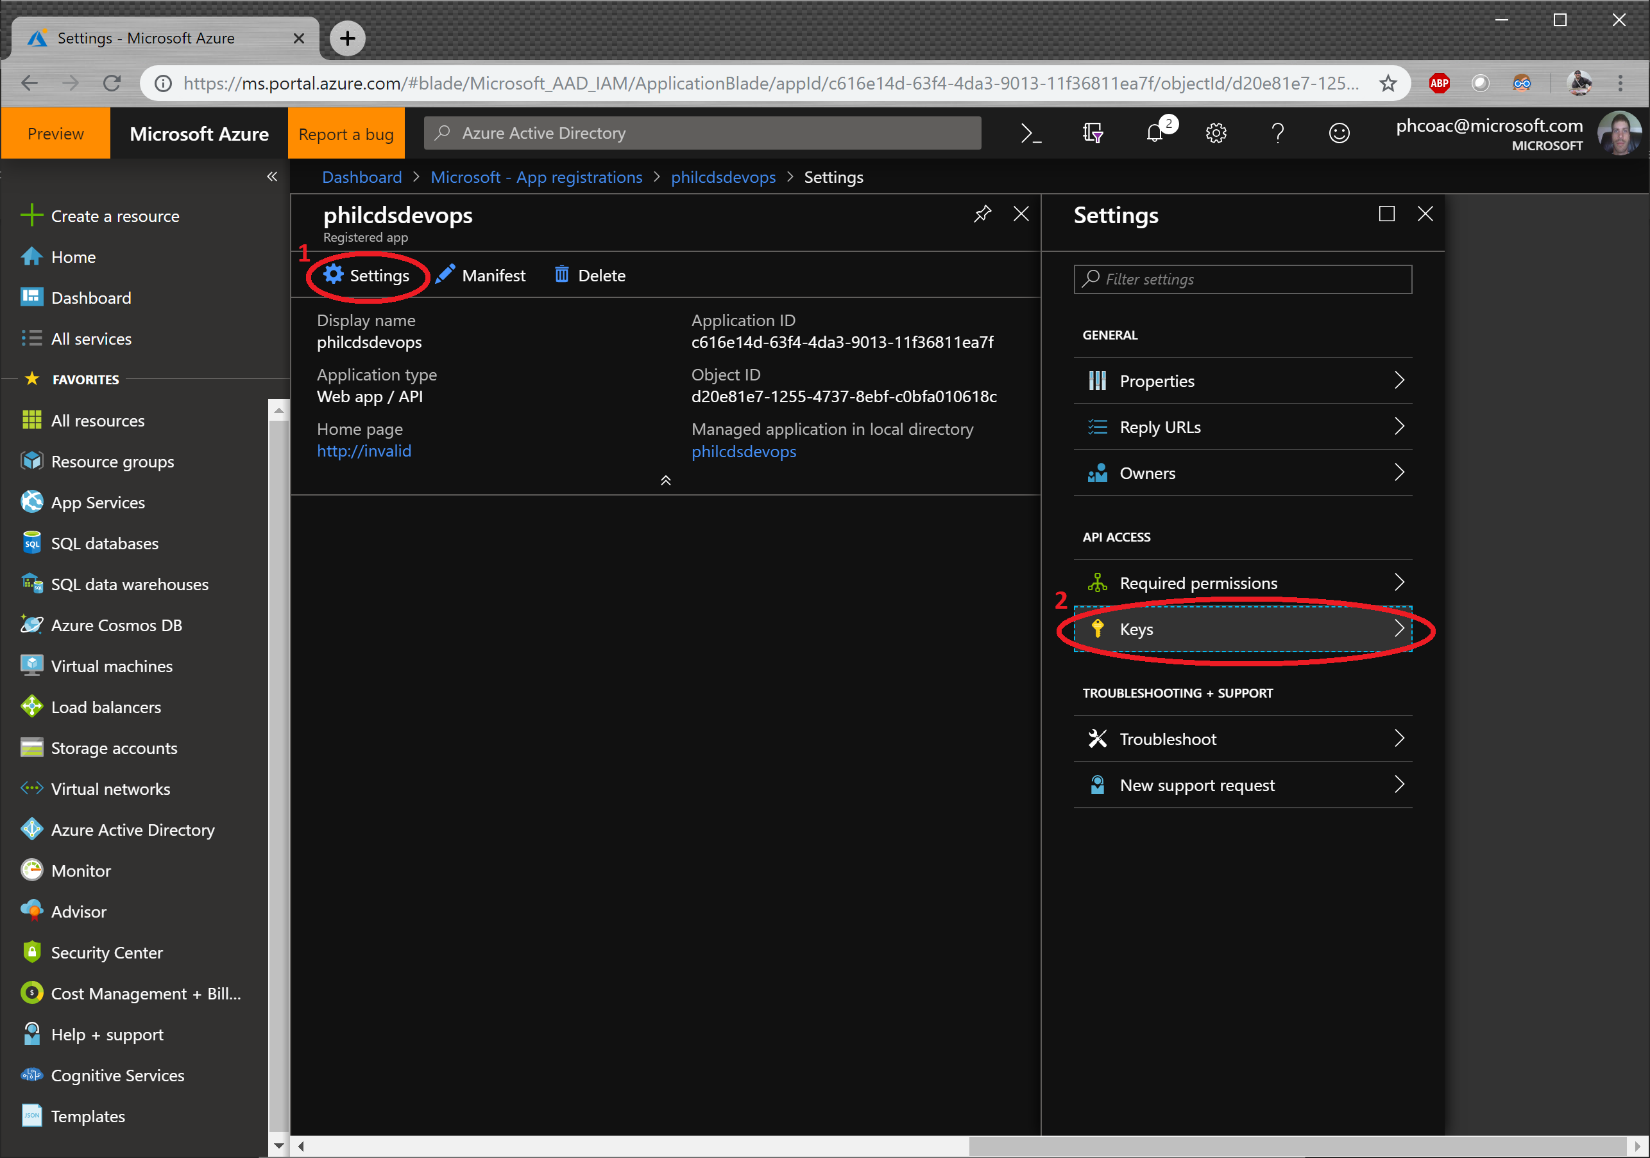 Settings - Microsoft Azure
https://ms.portal.azure.com/#blade/Microsoft_AAD_IAM/ApplicationBlade/appId/c616e14d-63f4-4da3-9013-11f36811ea7f/objectId/d20e81e7-125...
ABP
Preview
Microsoft Azure
Report a bug
Azure Active Directory
2
phcoac@microsoft.com
MICROSOFT
Dashboard > Microsoft - App registrations > philcdsdevops > Settings
Create a resource
Home
Dashboard
All services
FAVORITES
All resources
Resource groups
App Services
SQL databases
SQL data warehouses
Azure Cosmos DB
Virtual machines
Load balancers
Storage accounts
Virtual networks
Azure Active Directory
Monitor
Advisor
Security Center
Cost Management + Bill...
Help + support
Cognitive Services
Templates
philcdsdevops
Registered app
1
Settings
Manifest
Delete
Display name
philcdsdevops
Application type
Web app / API
Home page
http://invalid
Application ID
c616e14d-63f4-4da3-9013-11f36811ea7f
Object ID
d20e81e7-1255-4737-8ebf-c0bfa010618c
Managed application in local directory
philcdsdevops
Settings
Filter settings
GENERAL
Properties
Reply URLs
Owners
API ACCESS
Required permissions
2
Keys
TROUBLESHOOTING + SUPPORT
Troubleshoot
New support request